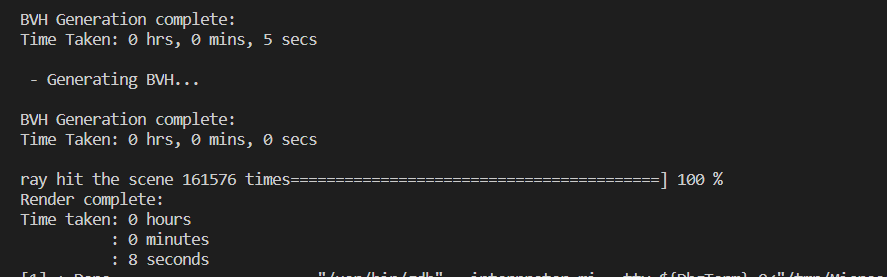 BVH Generation complete:
Time Taken: 0 hrs, 0 mins, 5 secs
- Generating BVH...
BVH Generation complete:
Time Taken: 0 hrs, 0 mins, 0 secs
ray hit the scene 161576 times=========================================] 100 %
Render complete:
Time taken: 0 hours
: 0 minutes
: 8 seconds